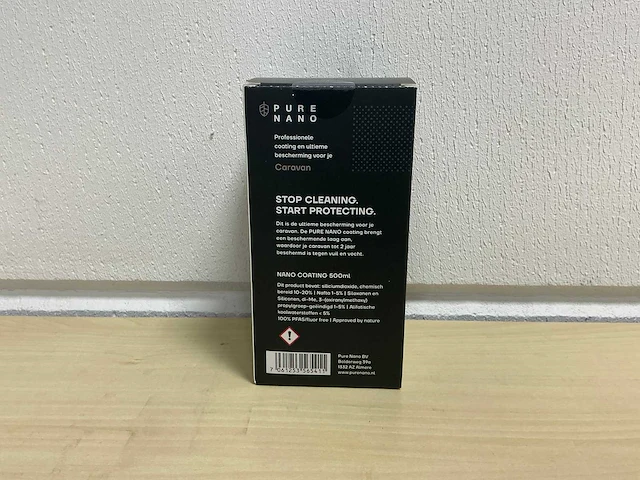 PURE
NANO
Professionele
coating en ultieme
bescherming voor je
Caravan
STOP CLEANING.
START PROTECTING.
Dit is de ultieme bescherming voor je
caravan. De PURE NANO coating brengt
een beschermende laag aan,
waardoor je caravan tot 2 jaar
beschermd is tegen vuil en vocht.
NANO COATING 500ml
Dit product bevat: siliciumdioxide, chemisch
bereid 10-20% | Nafta 1-5% | Siloxanen en
Siliconen, di-Me, 3-(oxiranylmethoxy)
propylgroep-geëindigd 1-5% | Alifatische
koolwaterstoffen < 5%
100% PFAS/fluor free | Approved by nature
Pure Nano BV
Bolderweg 39a
1332 AZ Almere
www.purenano.nl